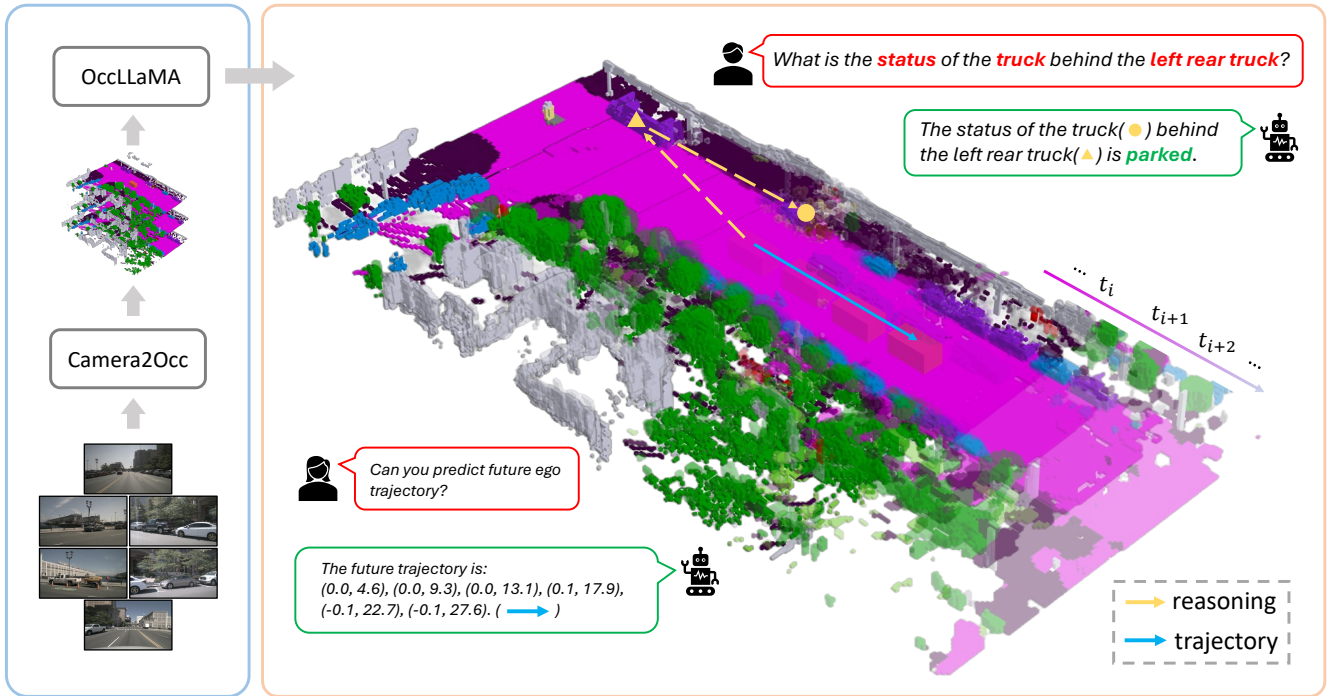 OccLLaMA
Camera2Occ
What is the status of the truck behind the left rear truck?
The status of the truck( ) behind
the left rear truck( ) is parked.
... 
t_i
t_{i+1}
t_{i+2}
...
Can you predict future ego
trajectory?
The future trajectory is:
(0.0, 4.6), (0.0, 9.3), (0.0, 13.1), (0.1, 17.9),
(-0.1, 22.7), (-0.1, 27.6). ( )
reasoning
trajectory